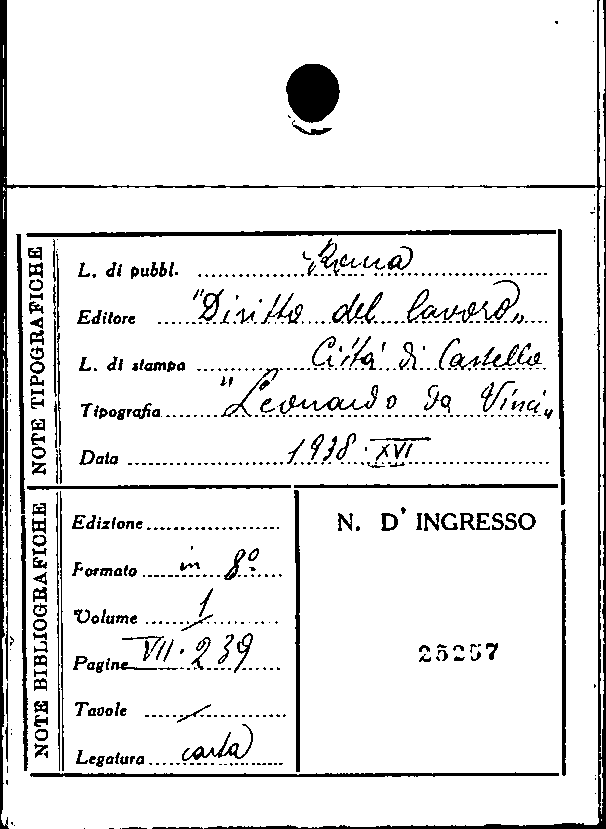 NOTE TIPOGRAFICHE
L. di pubbl. Roma
Editore "Diritto del lavoro„
L. di stampa Città di Castello
Tipografia "Leonardo da Vinci„
Data 1938 · XVI
NOTE BIBLIOGRAFICHE
Edizione
Formato in 8º
Volume 1
Pagine VII · 239
Tavole /
Legatura carta
N. D' INGRESSO
25257